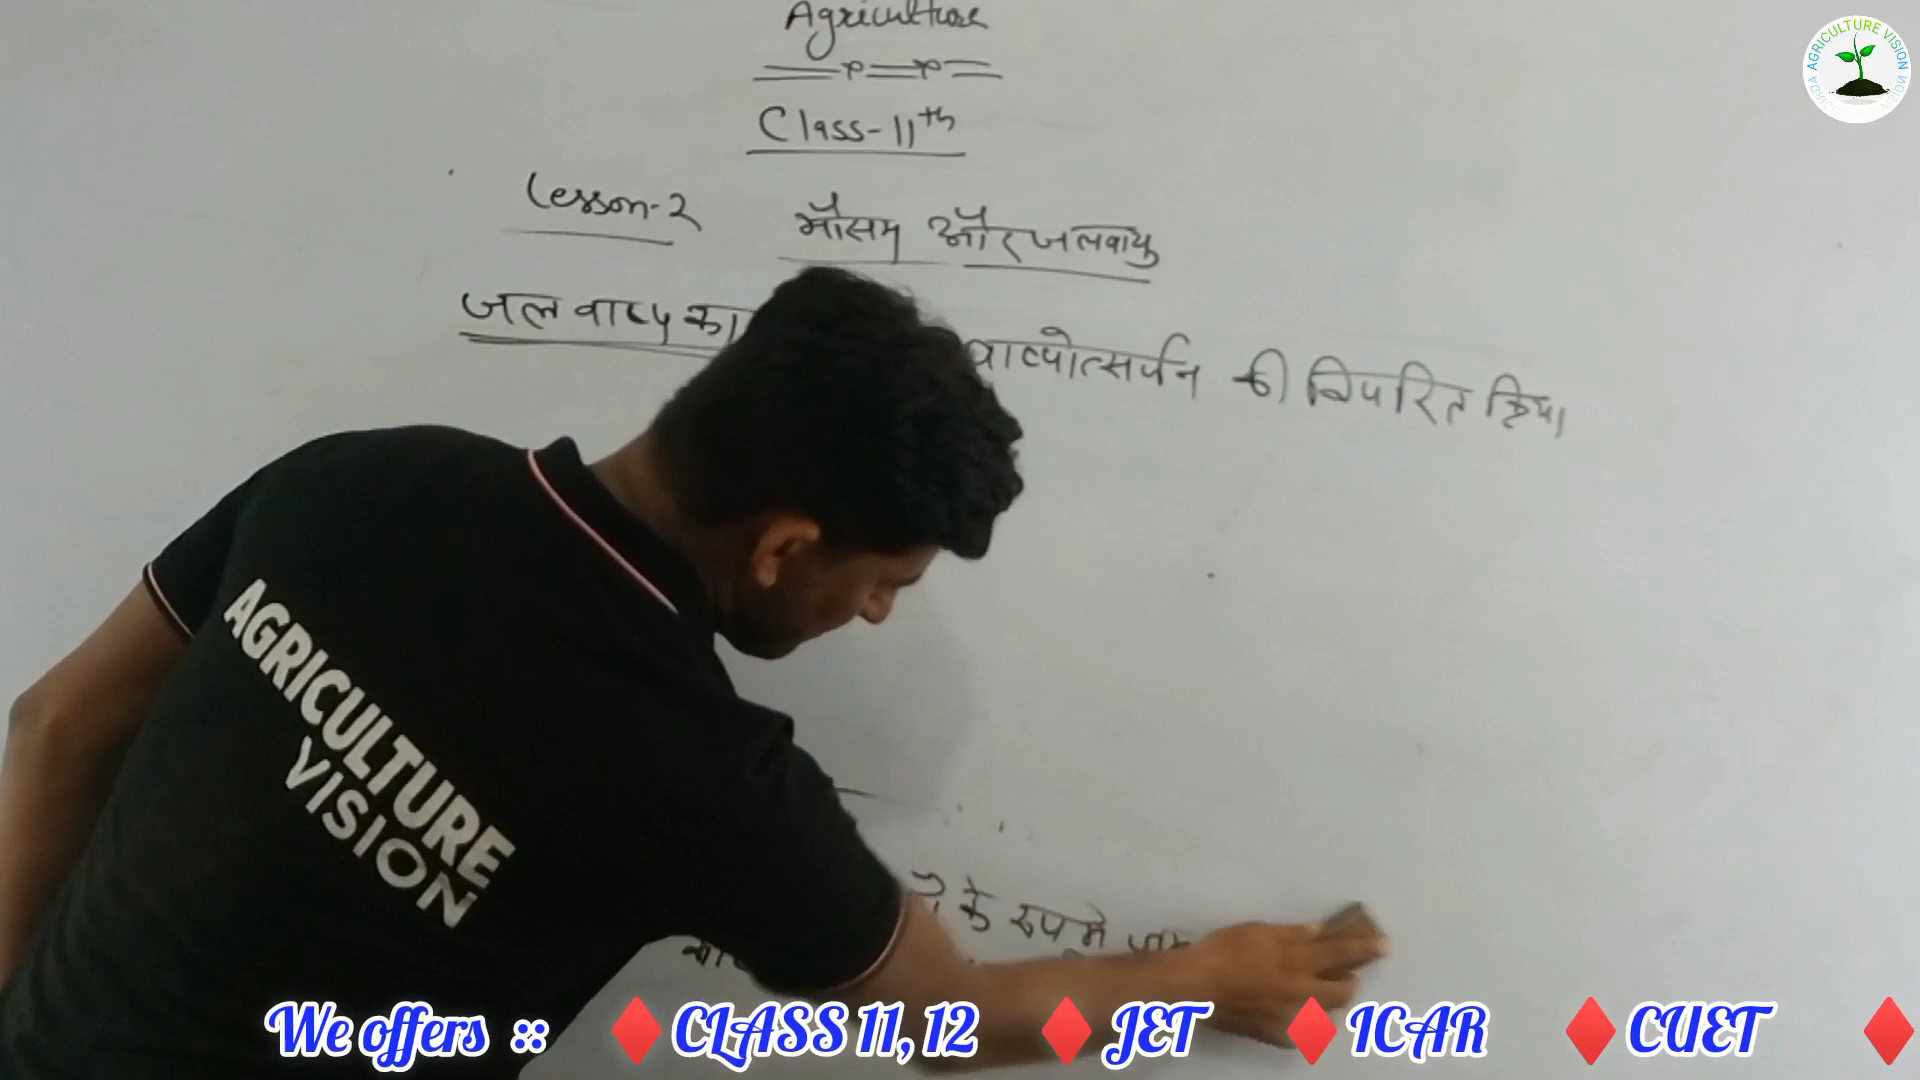 Agriculture
Class-11th
Lesson-2 मौसम और जलवायु
जल वाष्प का वाष्पोत्सर्जन की विपरित क्रिया
के रूप में
AGRICULTURE
VISION
AGRICULTURE VISION
We offers :: ♦ CLASS 11, 12 ♦ JET ♦ ICAR ♦ CUET ♦